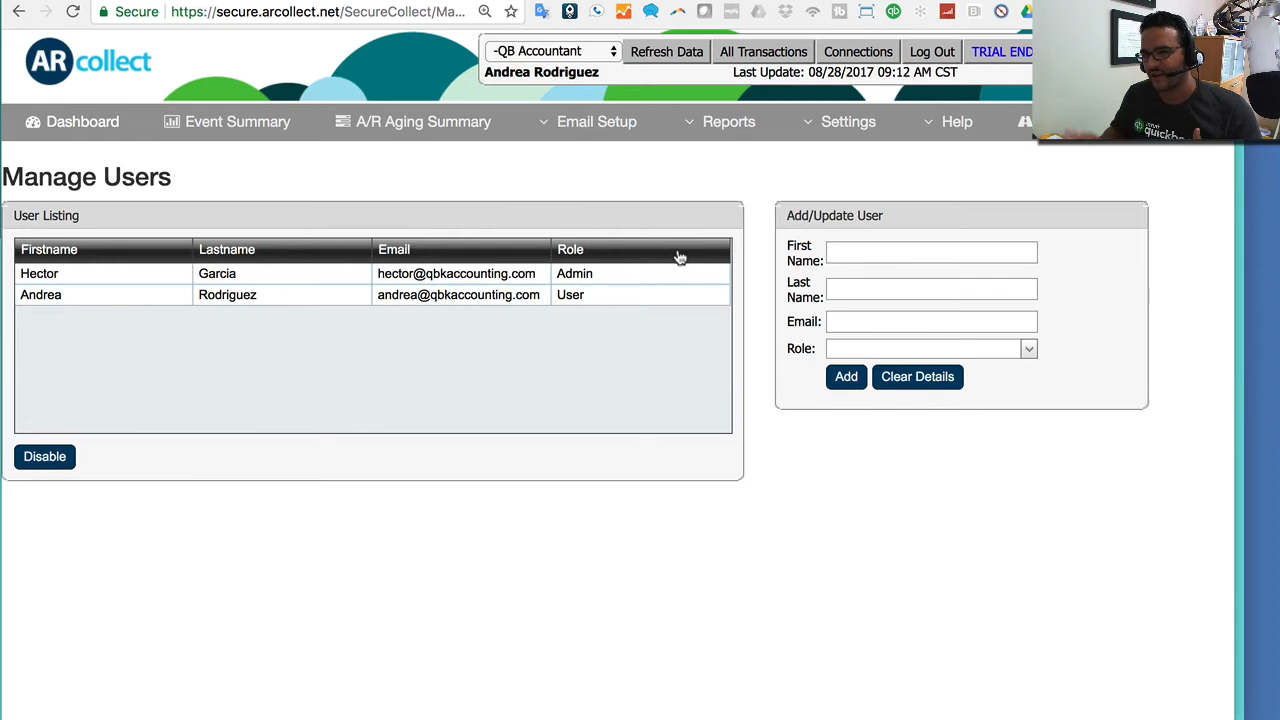 Secure
https://secure.arcollect.net/SecureCollect/Ma...
AR collect
-QB Accountant
Refresh Data
All Transactions
Connections
Log Out
TRIAL END
Andrea Rodriguez
Last Update: 08/28/2017 09:12 AM CST
Dashboard
Event Summary
A/R Aging Summary
Email Setup
Reports
Settings
Help
Manage Users
User Listing
Firstname Lastname Email Role
Hector Garcia hector@qbkaccounting.com Admin
Andrea Rodriguez andrea@qbkaccounting.com User
Disable
Add/Update User
First
Name:
Last
Name:
Email:
Role:
Add
Clear Details